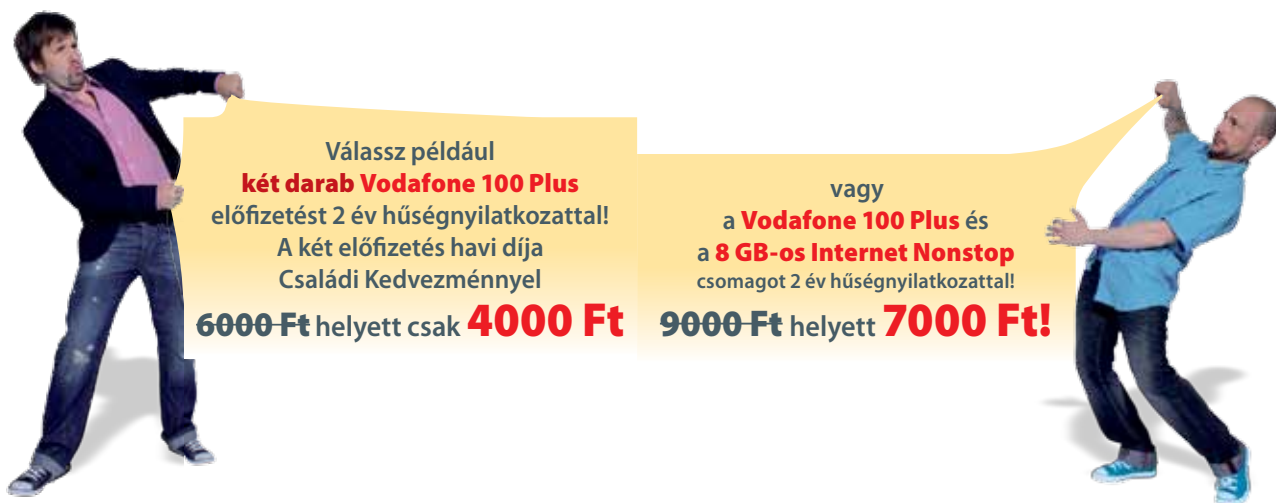 Válassz például
két darab Vodafone 100 Plus
előfizetést 2 év hűségnyilatkozattal!
A két előfizetés havi díja
Családi Kedvezménnyel
6000 Ft helyett csak 4000 Ft
vagy
a Vodafone 100 Plus és
a 8 GB-os Internet Nonstop
csomagot 2 év hűségnyilatkozattal!
9000 Ft helyett 7000 Ft!